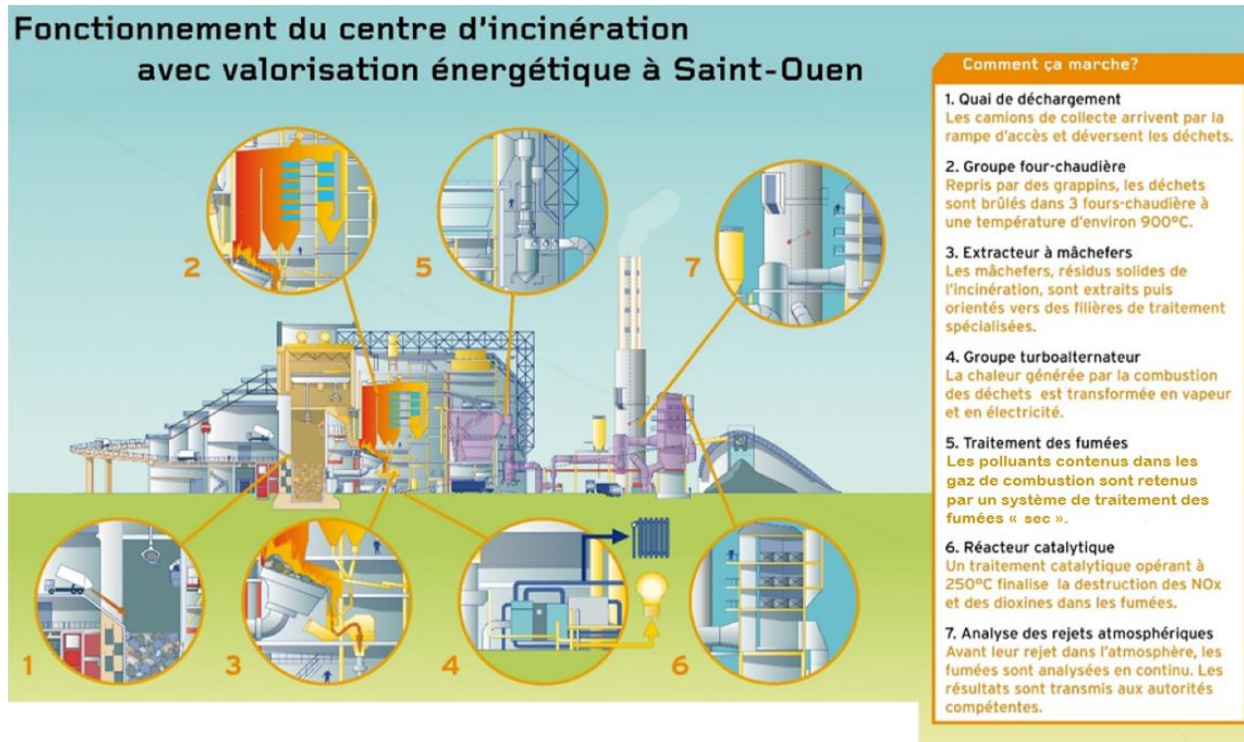 Fonctionnement du centre d'incinération
avec valorisation énergétique à Saint-Ouen
2
5
7
1
3
4
6
Comment ça marche?
1. Quai de déchargement
Les camions de collecte arrivent par la
rampe d'accès et déversent les déchets.
2. Groupe four-chaudière
Repris par des grappins, les déchets
sont brûlés dans 3 fours-chaudière à
une température d'environ 900°C.
3. Extracteur à mâchefers
Les mâchefers, résidus solides de
l'incinération, sont extraits puis
orientés vers des filières de traitement
spécialisées.
4. Groupe turboalternateur
La chaleur générée par la combustion
des déchets est transformée en vapeur
et en électricité.
5. Traitement des fumées
Les polluants contenus dans les
gaz de combustion sont retenus
par un système de traitement des
fumées « sec ».
6. Réacteur catalytique
Un traitement catalytique opérant à
250°C finalise la destruction des NOx
et des dioxines dans les fumées.
7. Analyse des rejets atmosphériques
Avant leur rejet dans l'atmosphère, les
fumées sont analysées en continu. Les
résultats sont transmis aux autorités
compétentes.